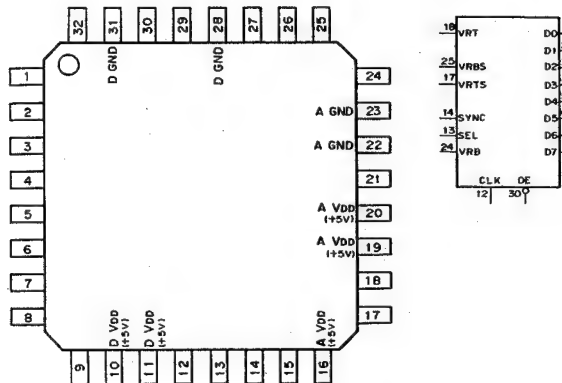 32 31 30 29 28 27 26 25
D GND
D GND
1
2
3
4
5
6
7
8
24
A GND 23
A GND 22
21
A VDD (+5V) 20
A VDD (+5V) 19
18
17
D VDD (+5V)
D VDD (+5V)
A VDD (+5V)
9 10 11 12 13 14 15 16
18 VRT
25 VRBS
17 VRTS
14 SYNC
13 SEL
24 VRB
D0
D1
D2
D3
D4
D5
D6
D7
CLK OE
12 30